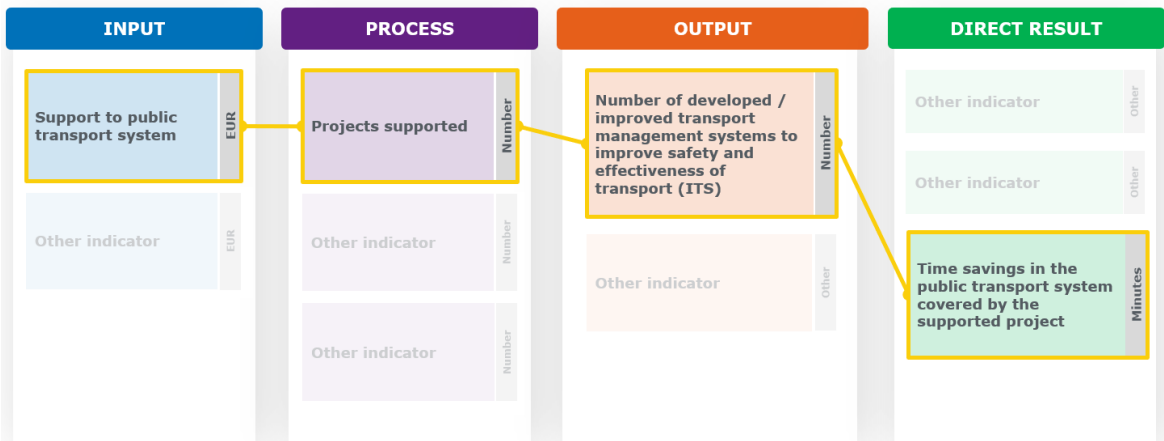 INPUT
PROCESS
OUTPUT
DIRECT RESULT
Support to public
transport system
EUR
Other indicator
EUR
Projects supported
Number
Other indicator
Number
Other indicator
Number
Number of developed /
improved transport
management systems to
improve safety and
effectiveness of
transport (ITS)
Number
Other indicator
Other
Other indicator
Other
Other indicator
Other
Time savings in the
public transport system
covered by the
supported project
Minutes